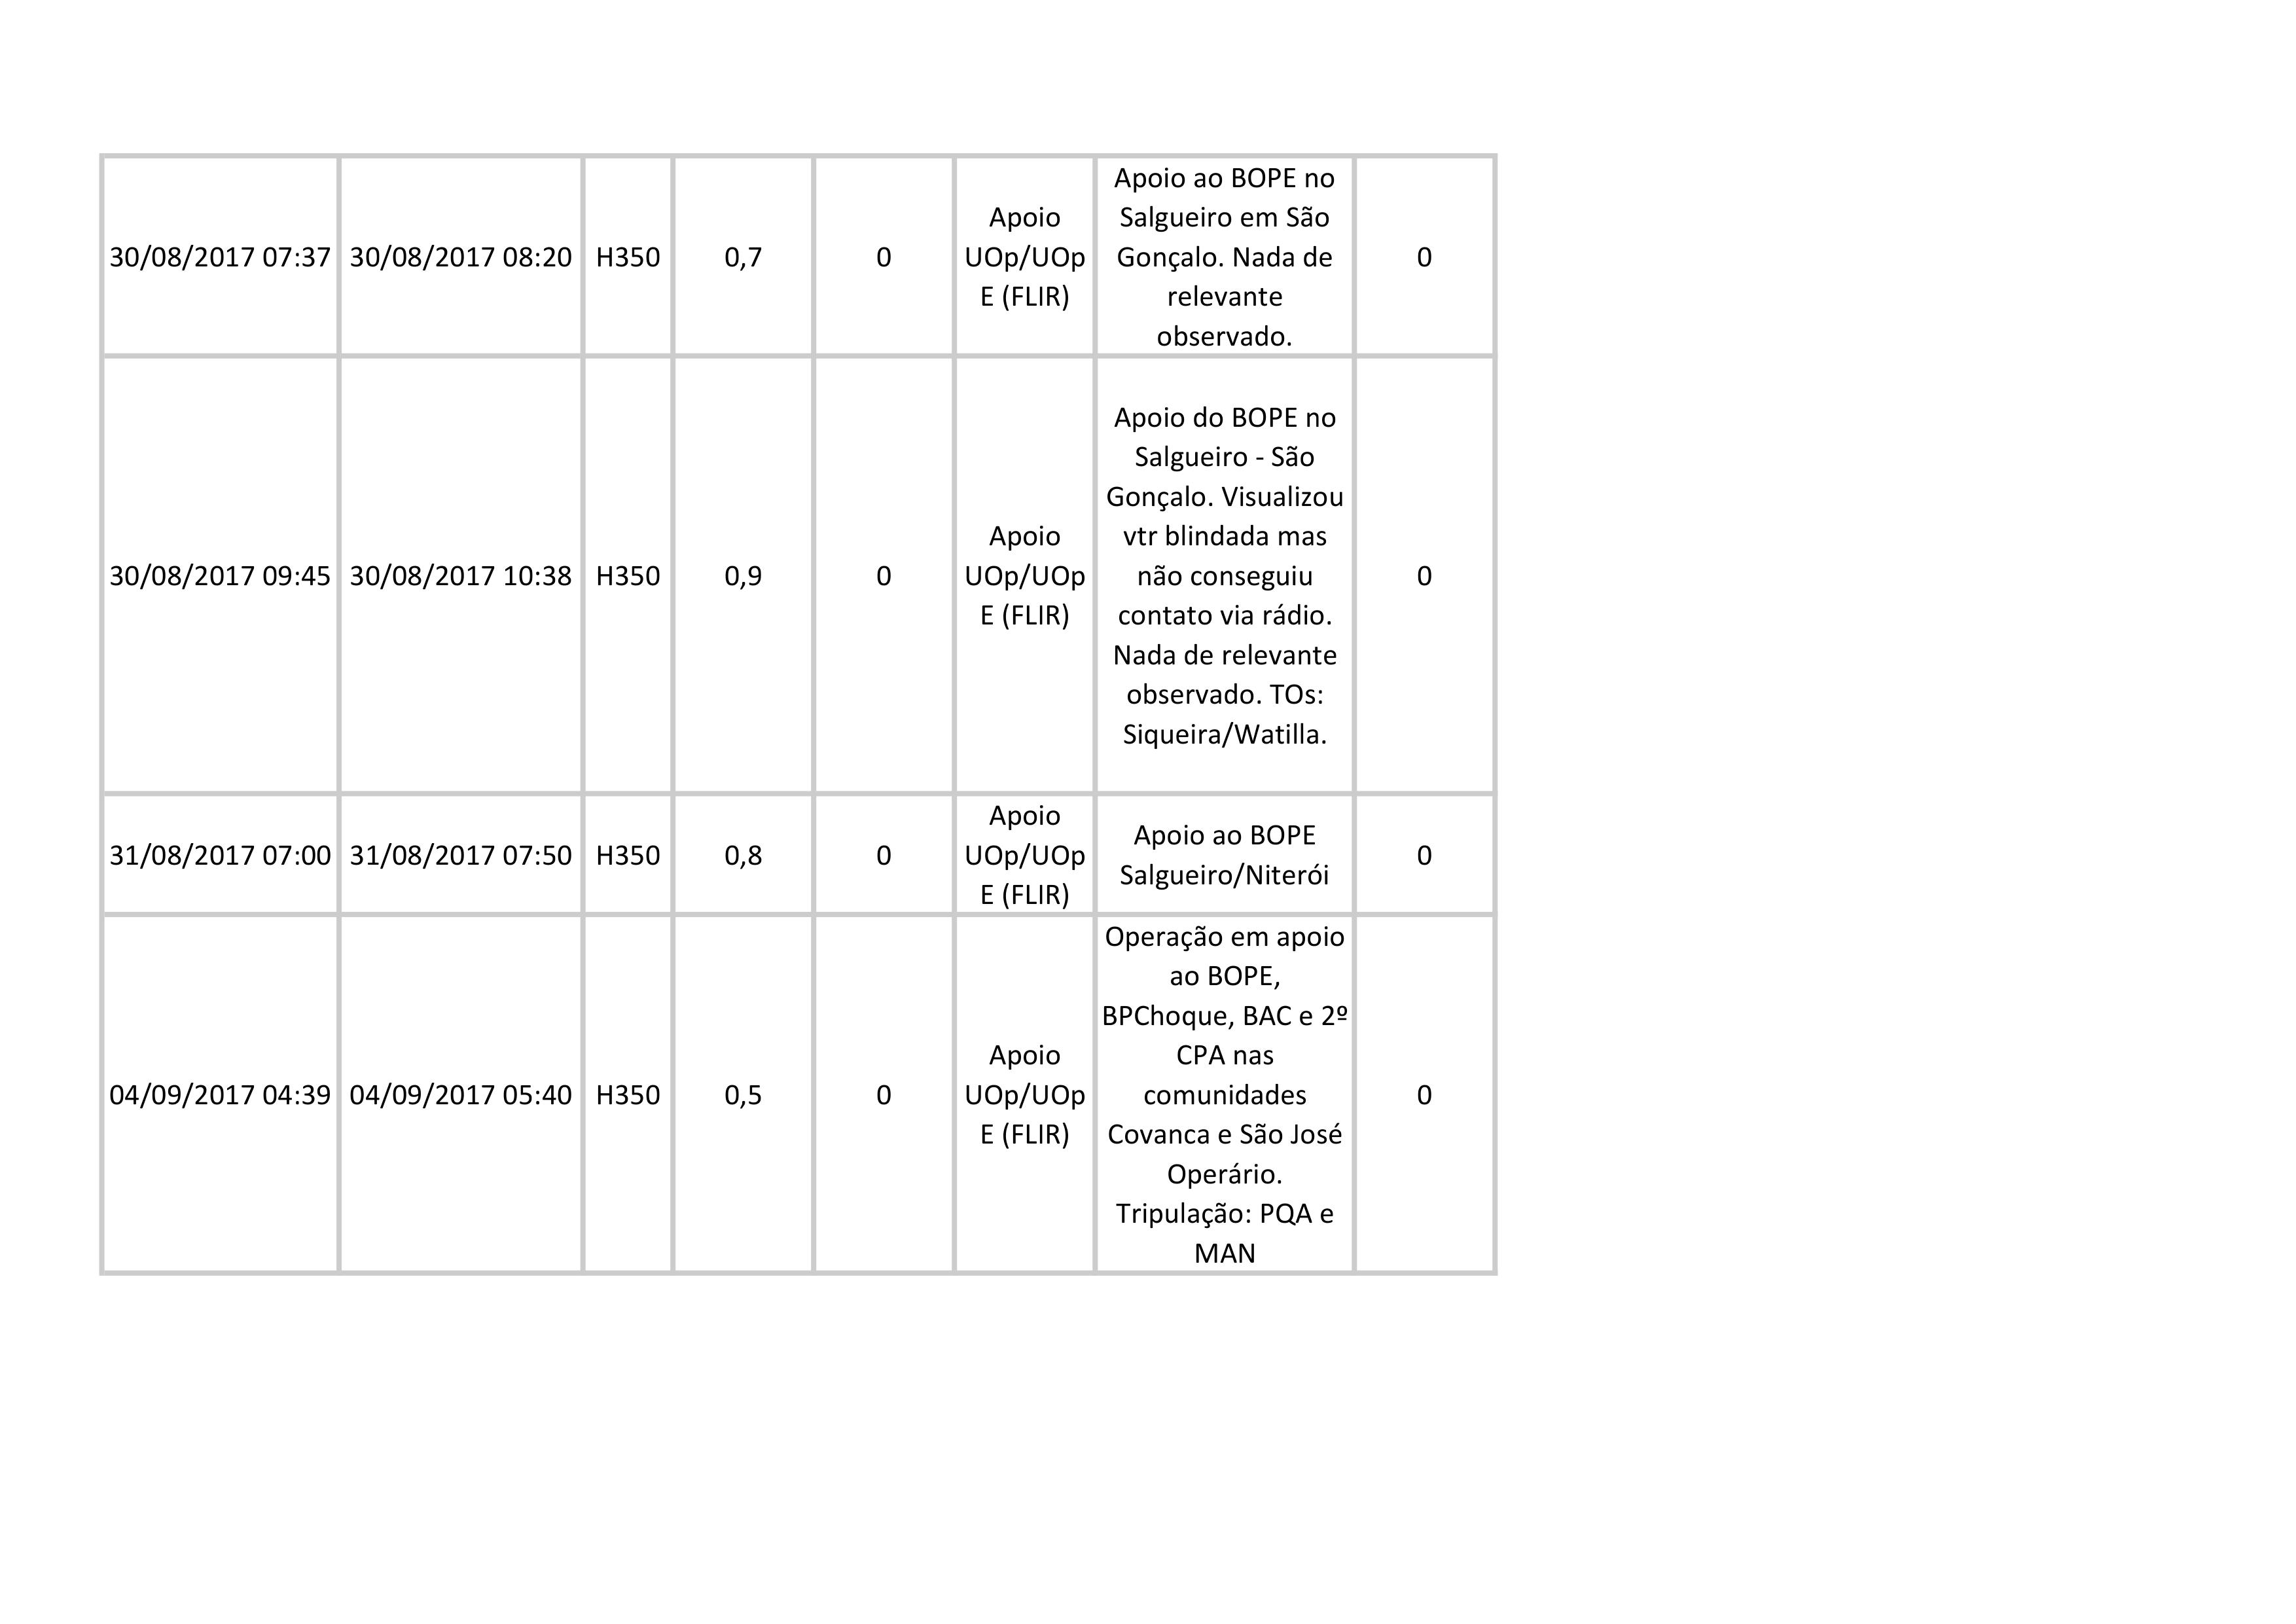 30/08/2017 07:37 30/08/2017 08:20 H350 0,7 0
Apoio
UOp/UOp
E (FLIR)
Apoio ao BOPE no
Salgueiro em São
Gonçalo. Nada de
relevante
observado.
0
30/08/2017 09:45 30/08/2017 10:38 H350 0,9 0
Apoio
UOp/UOp
E (FLIR)
Apoio do BOPE no
Salgueiro - São
Gonçalo. Visualizou
vtr blindada mas
não conseguiu
contato via rádio.
Nada de relevante
observado. TOs:
Siqueira/Watilla.
0
31/08/2017 07:00 31/08/2017 07:50 H350 0,8 0
Apoio
UOp/UOp
E (FLIR)
Apoio ao BOPE
Salgueiro/Niterói
0
04/09/2017 04:39 04/09/2017 05:40 H350 0,5 0
Apoio
UOp/UOp
E (FLIR)
Operação em apoio
ao BOPE,
BPChoque, BAC e 2º
CPA nas
comunidades
Covanca e São José
Operário.
Tripulação: PQA e
MAN
0